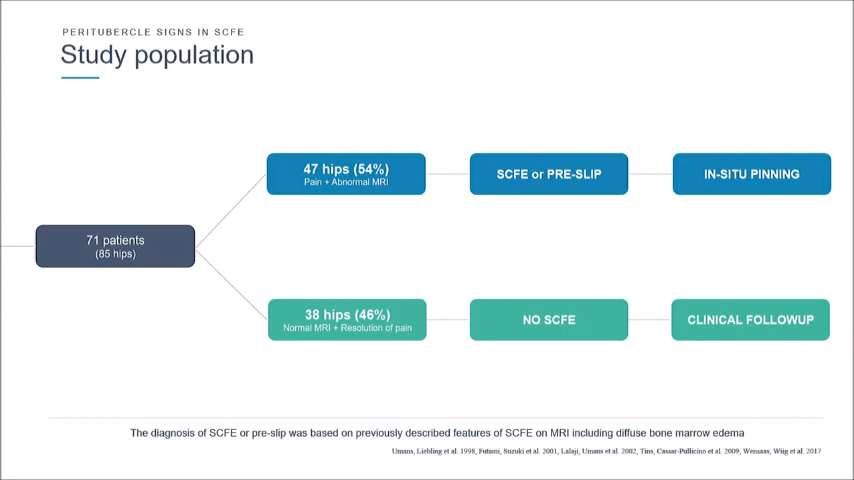 PERITUBERCLE SIGNS IN SCFE
Study population
47 hips (54%)
Pain + Abnormal MRI
SCFE or PRE-SLIP
IN-SITU PINNING
71 patients
(85 hips)
38 hips (46%)
Normal MRI + Resolution of pain
NO SCFE
CLINICAL FOLLOWUP
The diagnosis of SCFE or pre-slip was based on previously described features of SCFE on MRI including diffuse bone marrow edema
Umans, Liebling et al. 1998, Futami, Suzuki et al. 2001, Lalaji, Umans et al. 2002, Tins, Cassar-Pullicino et al. 2009, Wensaas, Wiig et al. 2017